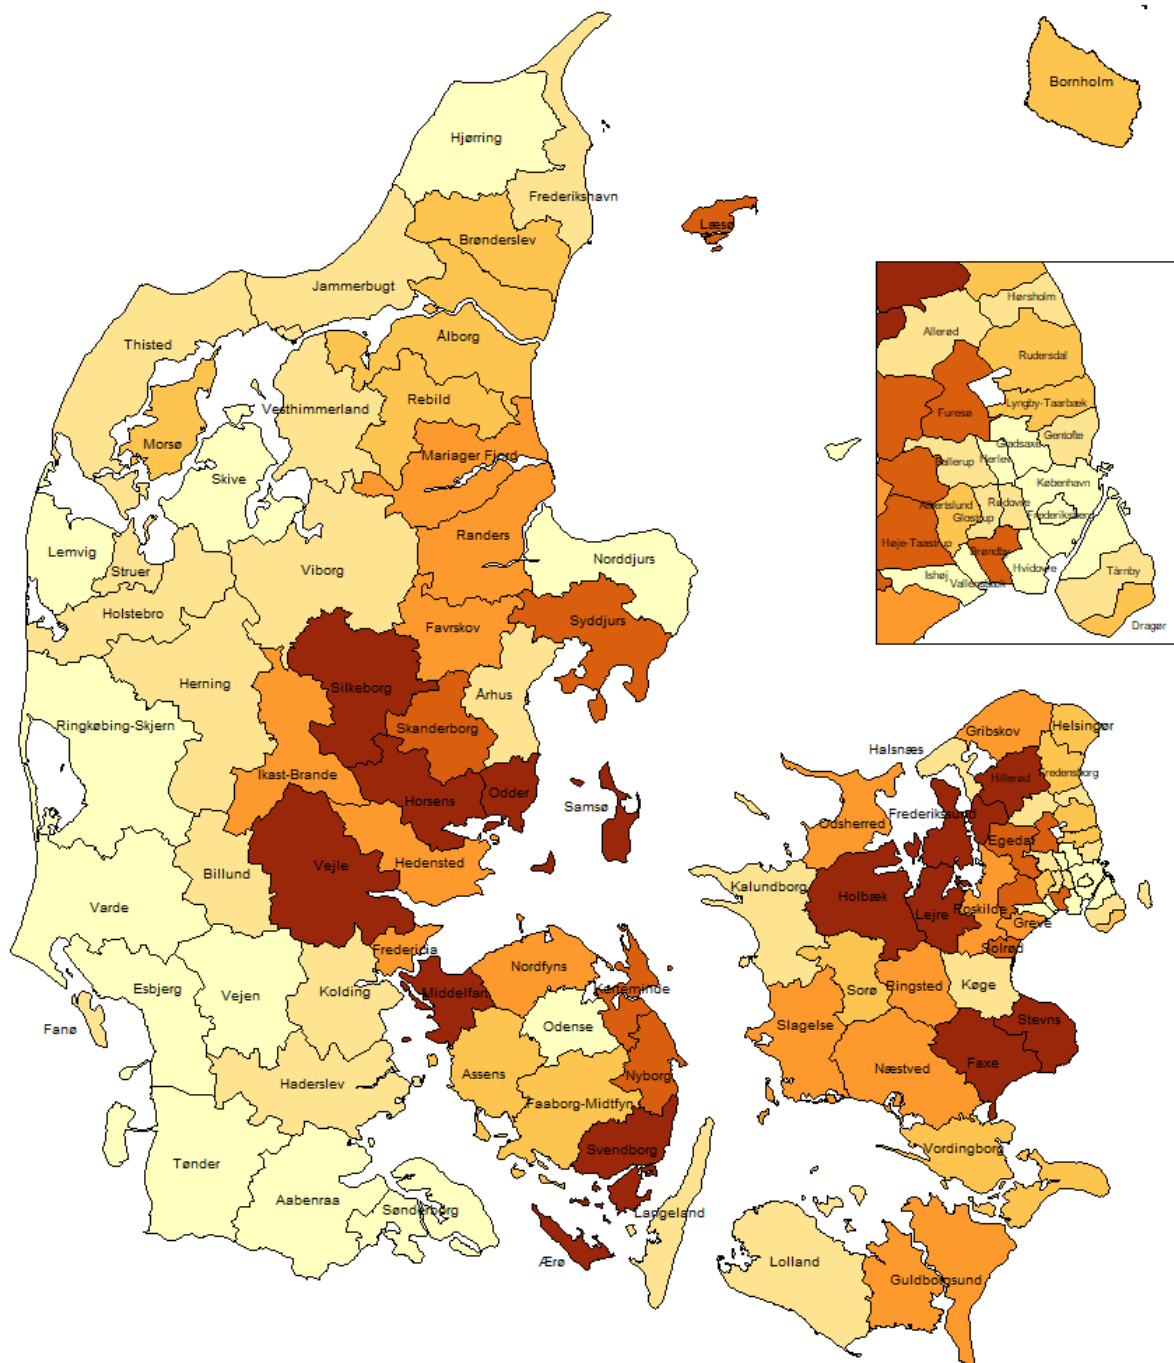 Bornholm
Hjørring
Frederikshavn
Læsø
Brønderslev
Jammerbugt
Ålborg
Thisted
Rebild
Vesthimmerland
Morsø
Mariager Fjord
Skive
Randers
Lemvig
Norddjurs
Struer
Viborg
Holstebro
Favrskov
Syddjurs
Herning
Silkeborg
Århus
Ringkøbing-Skjern
Skanderborg
Ikast-Brande
Horsens
Odder
Samsø
Vejle
Hedensted
Billund
Varde
Fredericia
Esbjerg
Vejen
Kolding
Fanø
Haderslev
Tønder
Aabenraa
Sønderborg
Middelfart
Nordfyns
Kerteminde
Odense
Assens
Nyborg
Faaborg-Midtfyn
Svendborg
Langeland
Ærø
Hørsholm
Allerød
Rudersdal
Furesø
Lyngby-Taarbæk
Gentofte
Gladsaxe
Ballerup
Herlev
København
Albertslund
Rødovre
Glostrup
Frederiksberg
Høje-Taastrup
Brøndby
Ishøj
Vallensbæk
Hvidovre
Tårnby
Dragør
Gribskov
Helsingør
Halsnæs
Hillerød
Fredensborg
Frederikssund
Odsherred
Egedal
Kalundborg
Holbæk
Lejre
Roskilde
Greve
Solrød
Sorø
Ringsted
Køge
Slagelse
Stevns
Næstved
Faxe
Vordingborg
Lolland
Guldborgsund